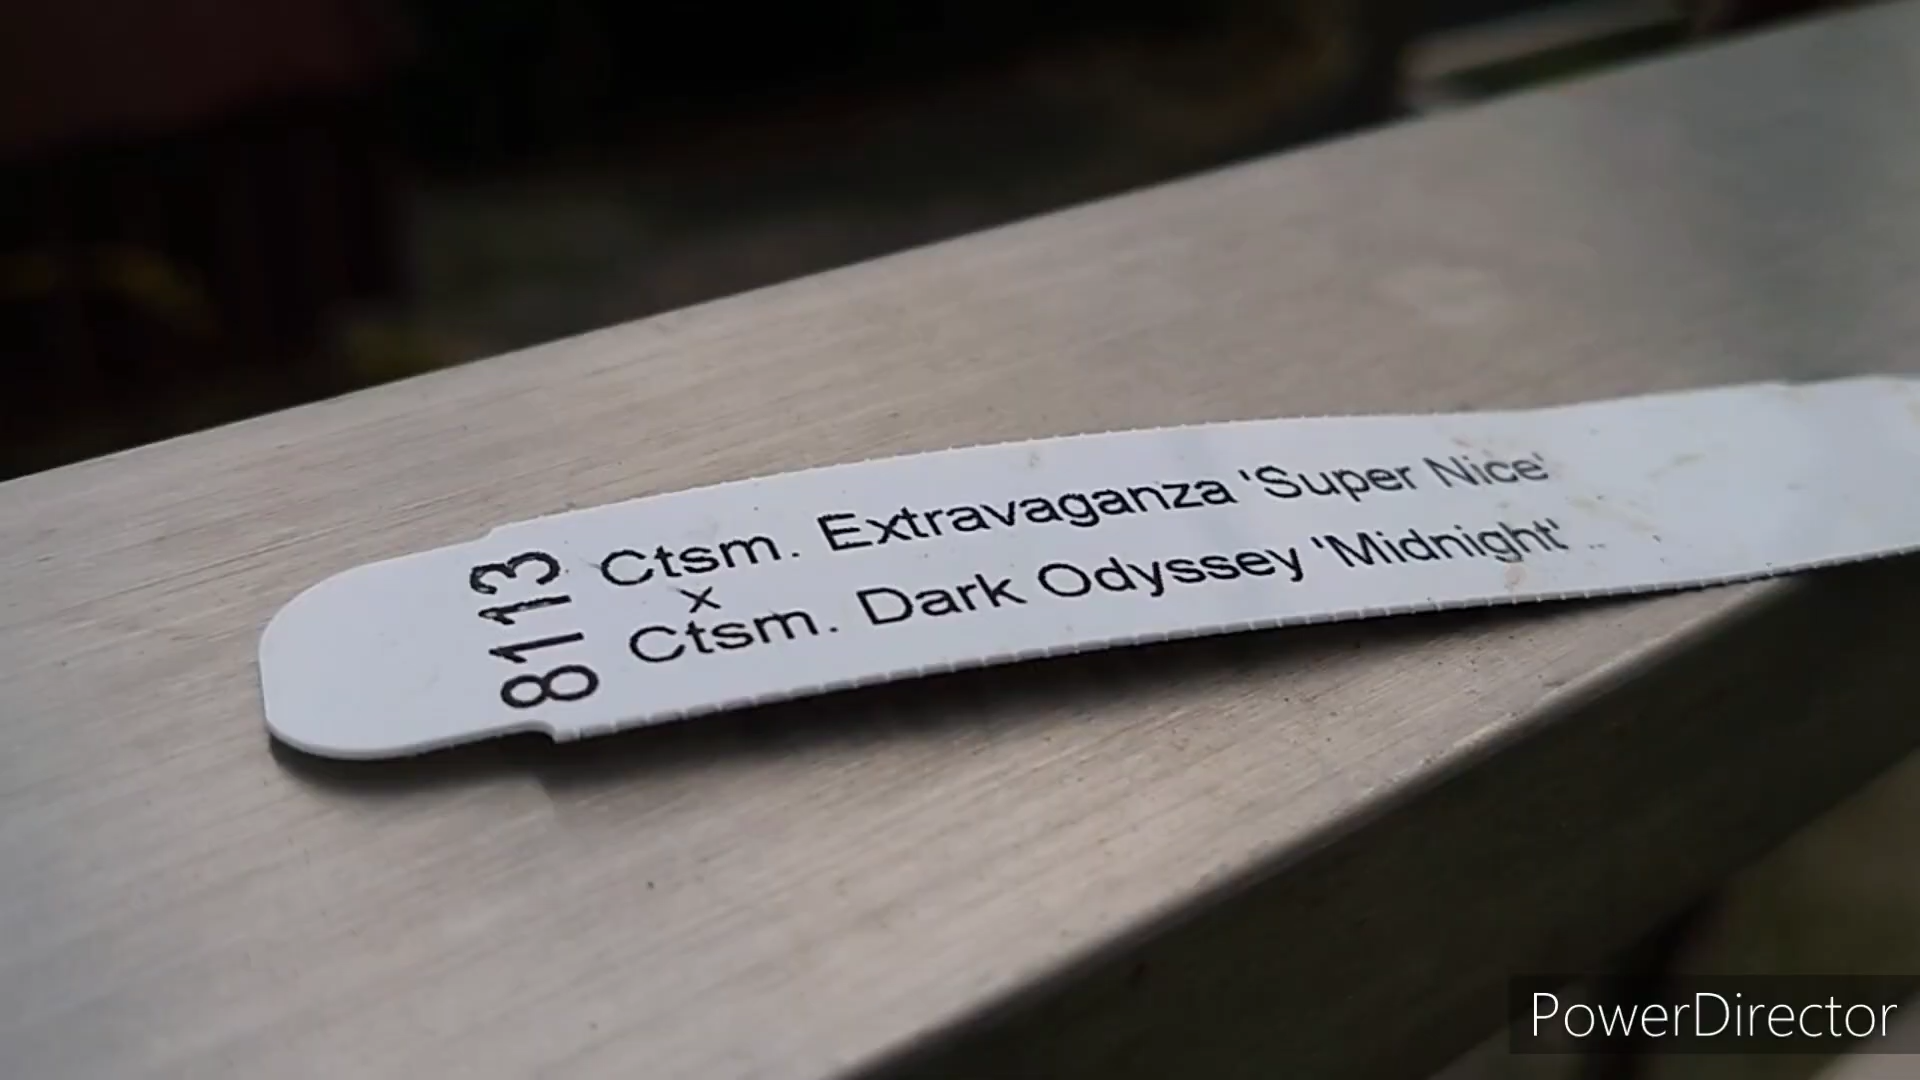 8113
Ctsm. Extravaganza 'Super Nice'
x
Ctsm. Dark Odyssey 'Midnight'
PowerDirector